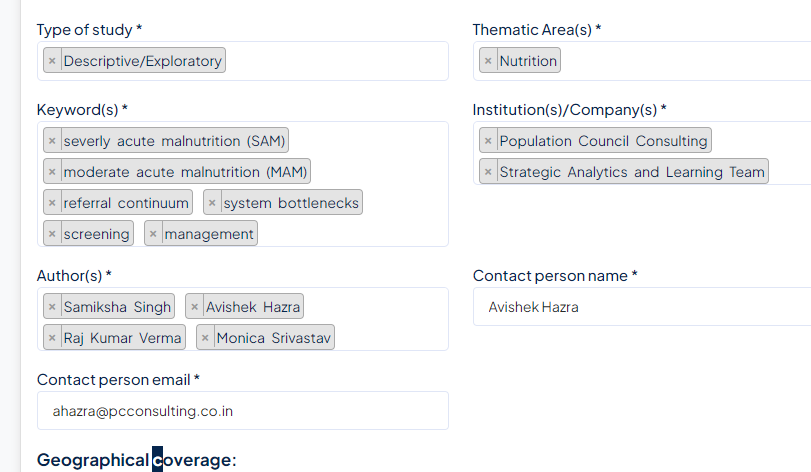 Type of study *
Thematic Area(s) *
× Descriptive/Exploratory
× Nutrition
Keyword(s) *
Institution(s)/Company(s) *
× severly acute malnutrition (SAM)
× Population Council Consulting
× moderate acute malnutrition (MAM)
× Strategic Analytics and Learning Team
× referral continuum × system bottlenecks
× screening × management
Author(s) *
Contact person name *
× Samiksha Singh × Avishek Hazra
Avishek Hazra
× Raj Kumar Verma × Monica Srivastav
Contact person email *
ahazra@pcconsulting.co.in
Geographical coverage: